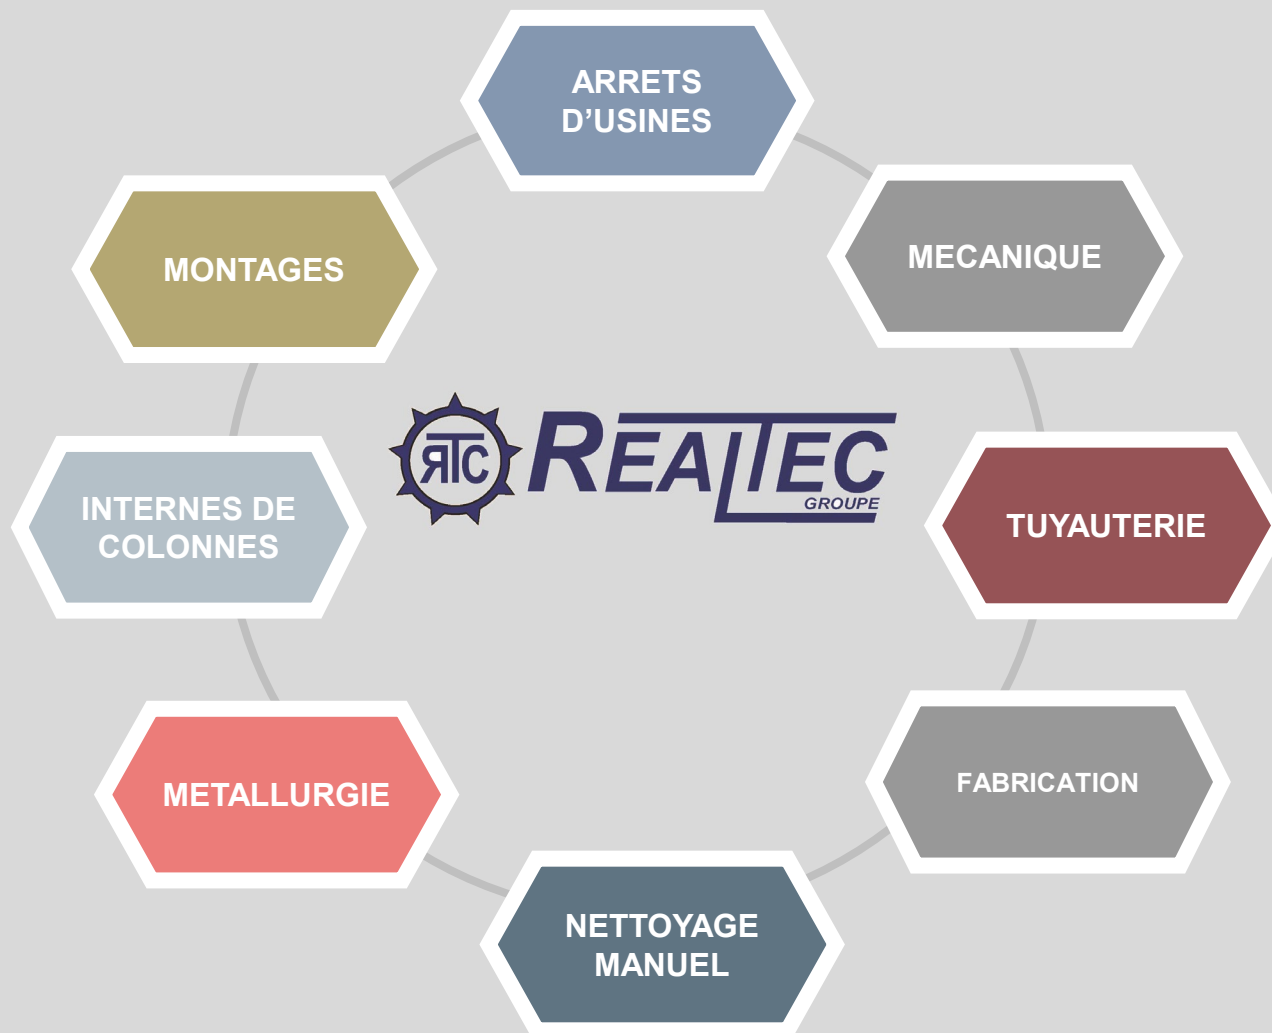 ARRETS
D’USINES
MECANIQUE
MONTAGES
RTC
REALTEC
GROUPE
INTERNES DE
COLONNES
TUYAUTERIE
METALLURGIE
FABRICATION
NETTOYAGE
MANUEL